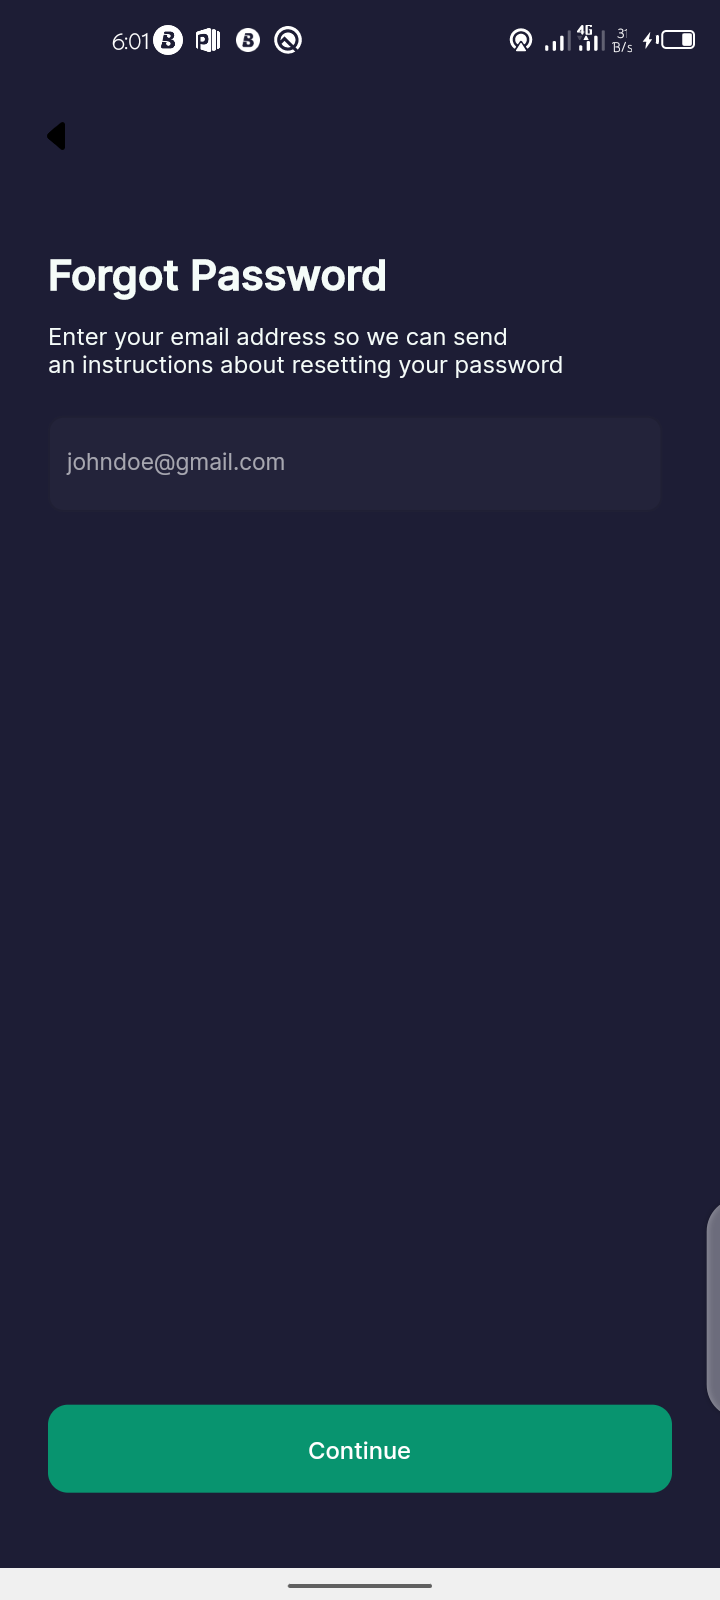 6:01
4G
31
B/s
Forgot Password
Enter your email address so we can send
an instructions about resetting your password
johndoe@gmail.com
Continue